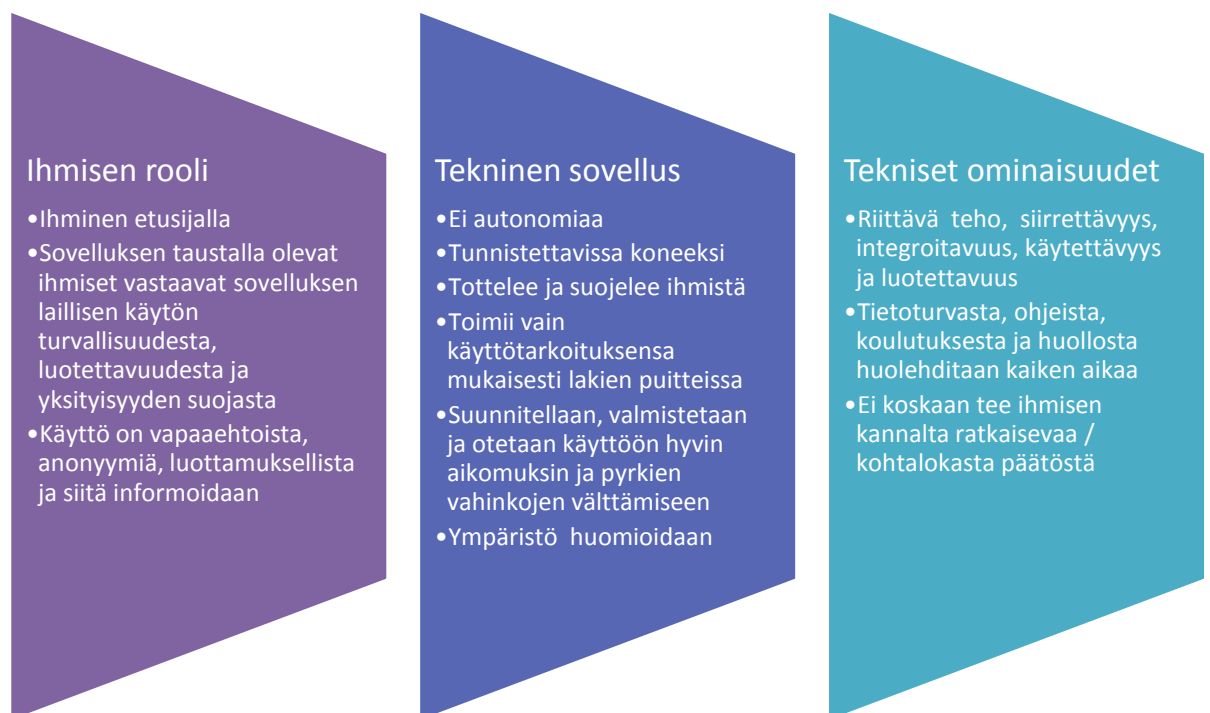 Ihmisen rooli
•Ihminen etusijalla
•Sovelluksen taustalla olevat
ihmiset vastaavat sovelluksen
laillisen käytön
turvallisuudesta,
luotettavuudesta ja
yksityisyyden suojasta
•Käyttö on vapaaehtoista,
anonyymiä, luottamuksellista
ja siitä informoidaan
Tekninen sovellus
•Ei autonomiaa
•Tunnistettavissa koneeksi
•Tottelee ja suojelee ihmistä
•Toimii vain
käyttötarkoituksensa
mukaisesti lakien puitteissa
•Suunnitellaan, valmistetaan
ja otetaan käyttöön hyvin
aikomuksin ja pyrkien
vahinkojen välttämiseen
•Ympäristö huomioidaan
Tekniset ominaisuudet
•Riittävä teho, siirrettävyys,
integroitavuus, käytettävyys
ja luotettavuus
•Tietoturvasta, ohjeista,
koulutuksesta ja huollosta
huolehditaan kaiken aikaa
•Ei koskaan tee ihmisen
kannalta ratkaisevaa /
kohtalokasta päätöstä